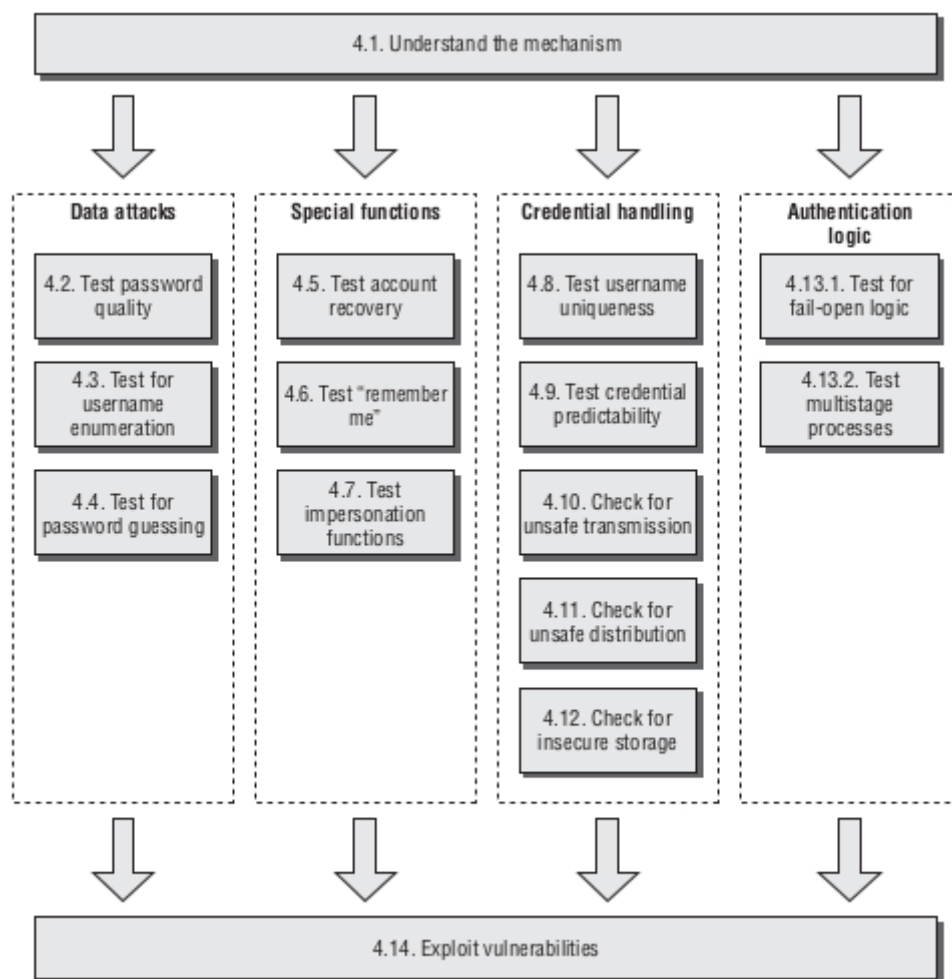 4.1. Understand the mechanism
Data attacks
4.2. Test password
quality
4.3. Test for
username
enumeration
4.4. Test for
password guessing
Special functions
4.5. Test account
recovery
4.6. Test “remember
me”
4.7. Test
impersonation
functions
Credential handling
4.8. Test username
uniqueness
4.9. Test credential
predictability
4.10. Check for
unsafe transmission
4.11. Check for
unsafe distribution
4.12. Check for
insecure storage
Authentication
logic
4.13.1. Test for
fail-open logic
4.13.2. Test
multistage
processes
4.14. Exploit vulnerabilities